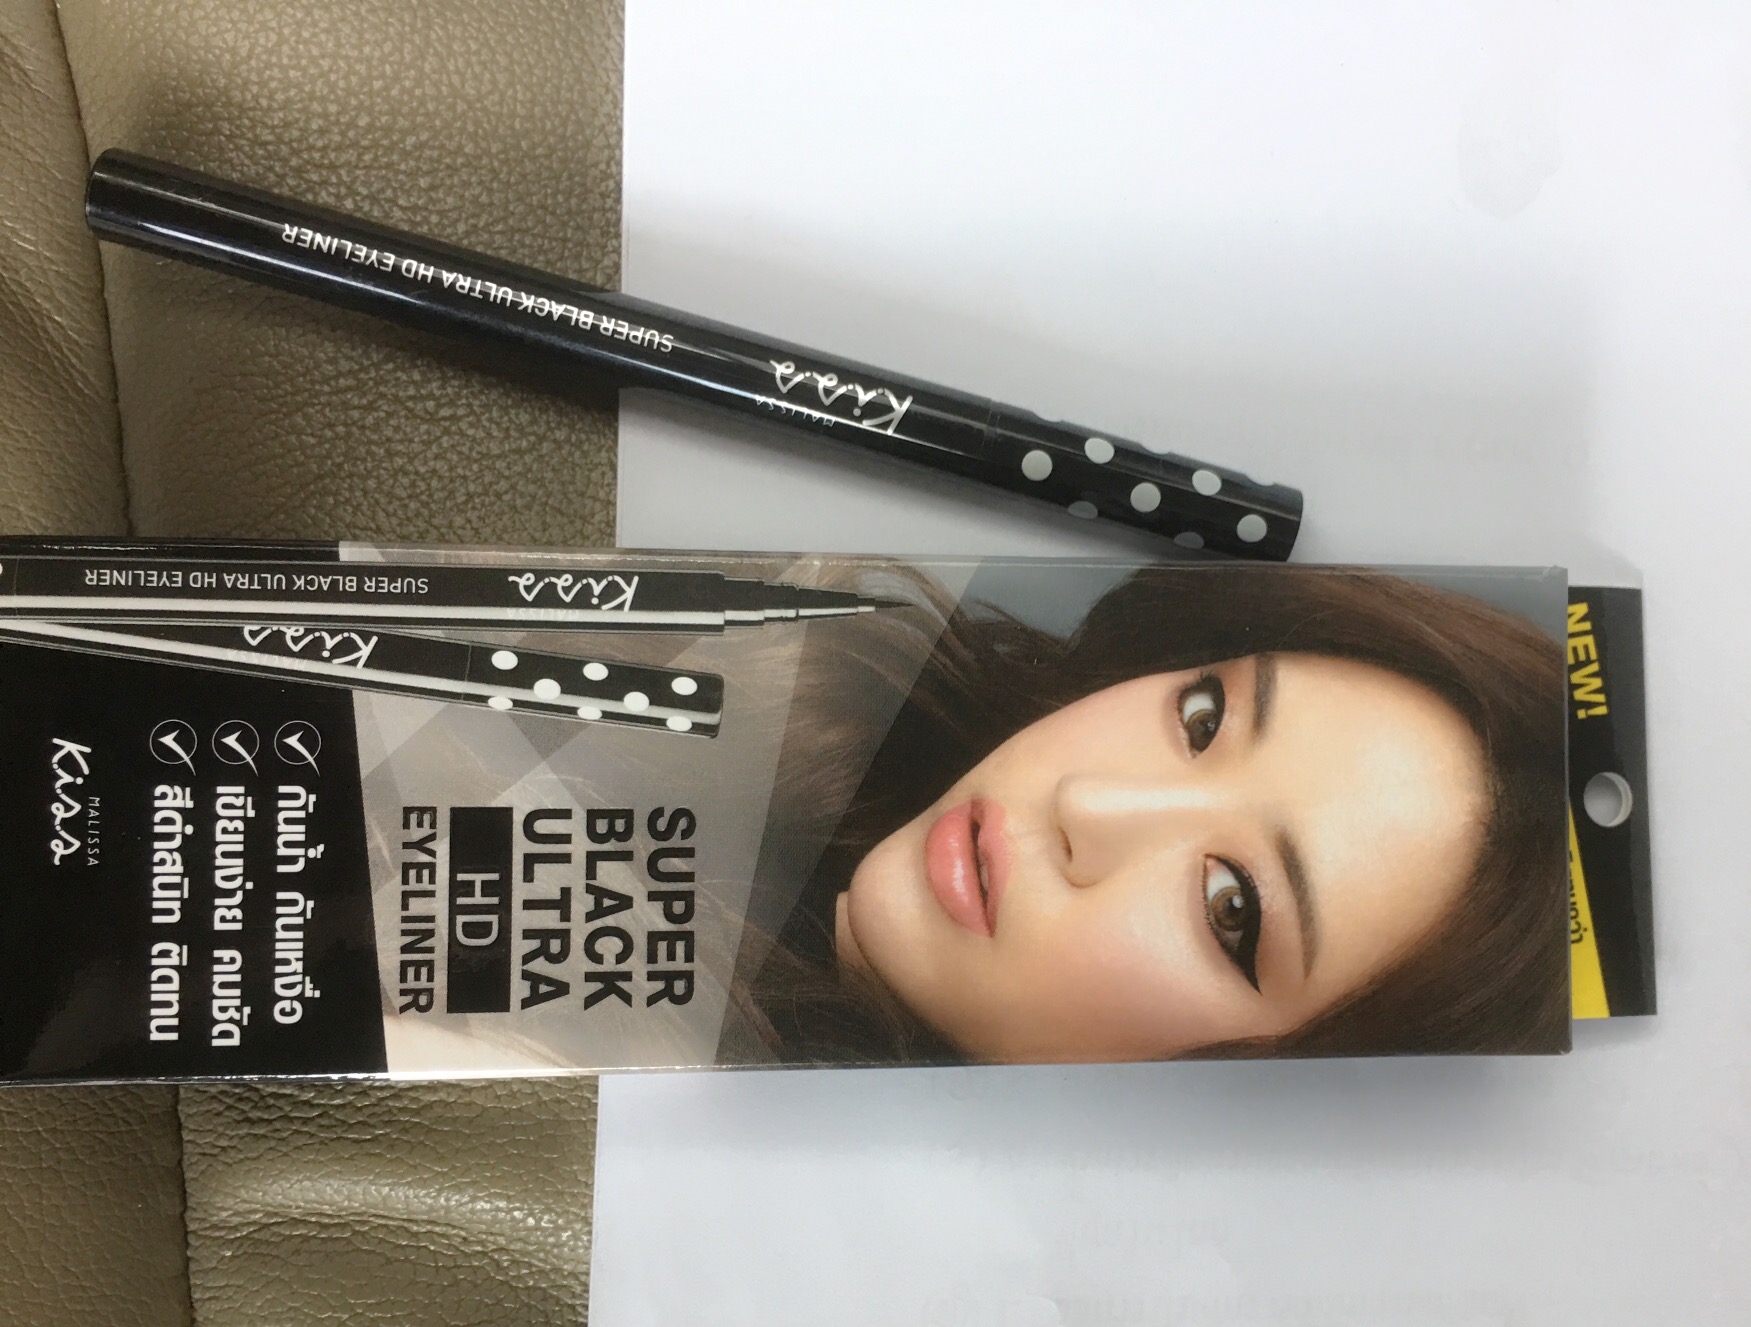 MALISSA
Kiss
SUPER BLACK ULTRA HD EYELINER
NEW!
MALISSA
Kiss
SUPER BLACK ULTRA HD EYELINER
MALISSA
Kiss
SUPER
BLACK
ULTRA
HD
EYELINER
กันน้ำ กันเหงื่อ
เขียนง่าย คมชัด
สีดำสนิท ติดทน
MALISSA
Kiss